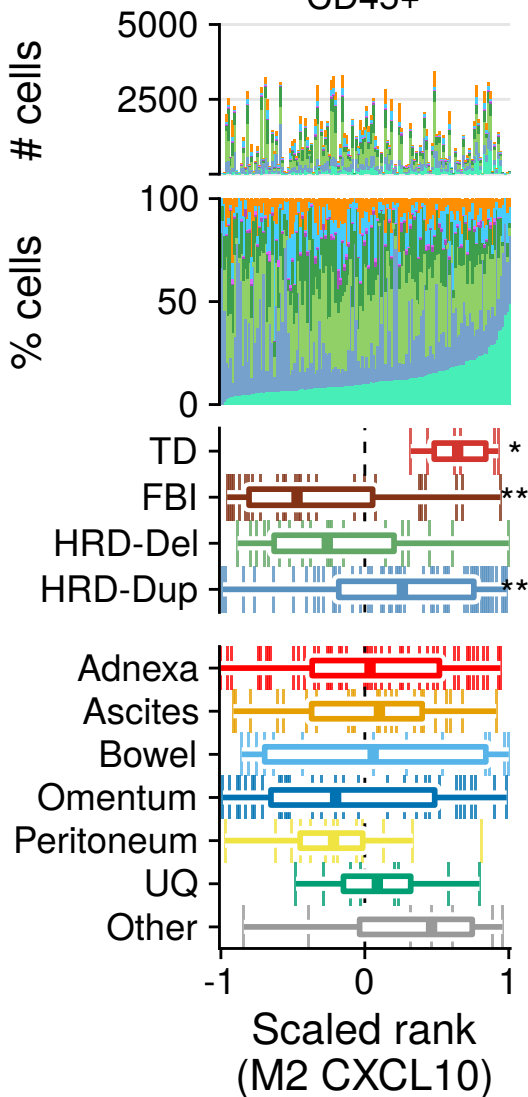 CD45+
5000
2500
# cells
100
50
0
% cells
TD *
FBI **
HRD-Del
HRD-Dup **
Adnexa
Ascites
Bowel
Omentum
Peritoneum
UQ
Other
-1 0 1
Scaled rank
(M2 CXCL10)